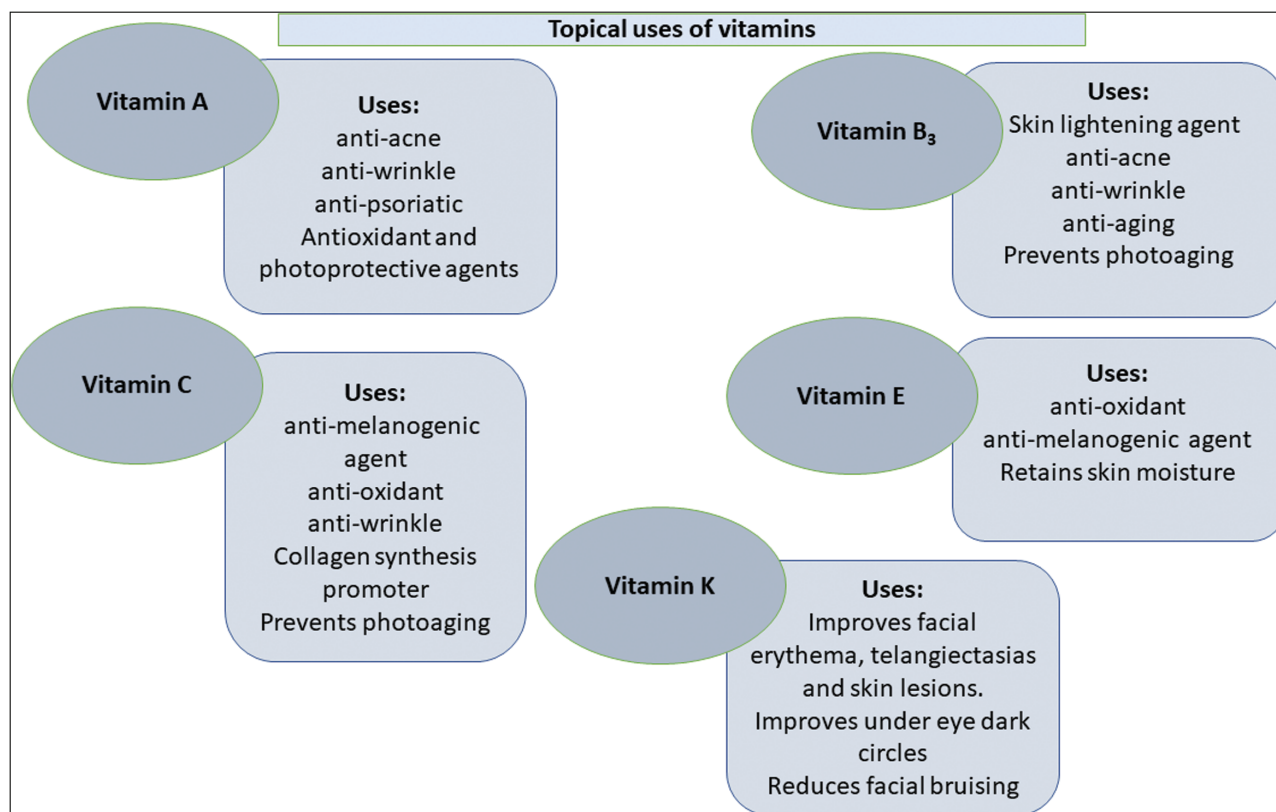 Topical uses of vitamins
Vitamin A
Uses:
anti-acne
anti-wrinkle
anti-psoriatic
Antioxidant and
photoprotective agents
Vitamin B₃
Uses:
Skin lightening agent
anti-acne
anti-wrinkle
anti-aging
Prevents photoaging
Vitamin C
Uses:
anti-melanogenic
agent
anti-oxidant
anti-wrinkle
Collagen synthesis
promoter
Prevents photoaging
Vitamin E
Uses:
anti-oxidant
anti-melanogenic agent
Retains skin moisture
Vitamin K
Uses:
Improves facial
erythema, telangiectasias
and skin lesions.
Improves under eye dark
circles
Reduces facial bruising